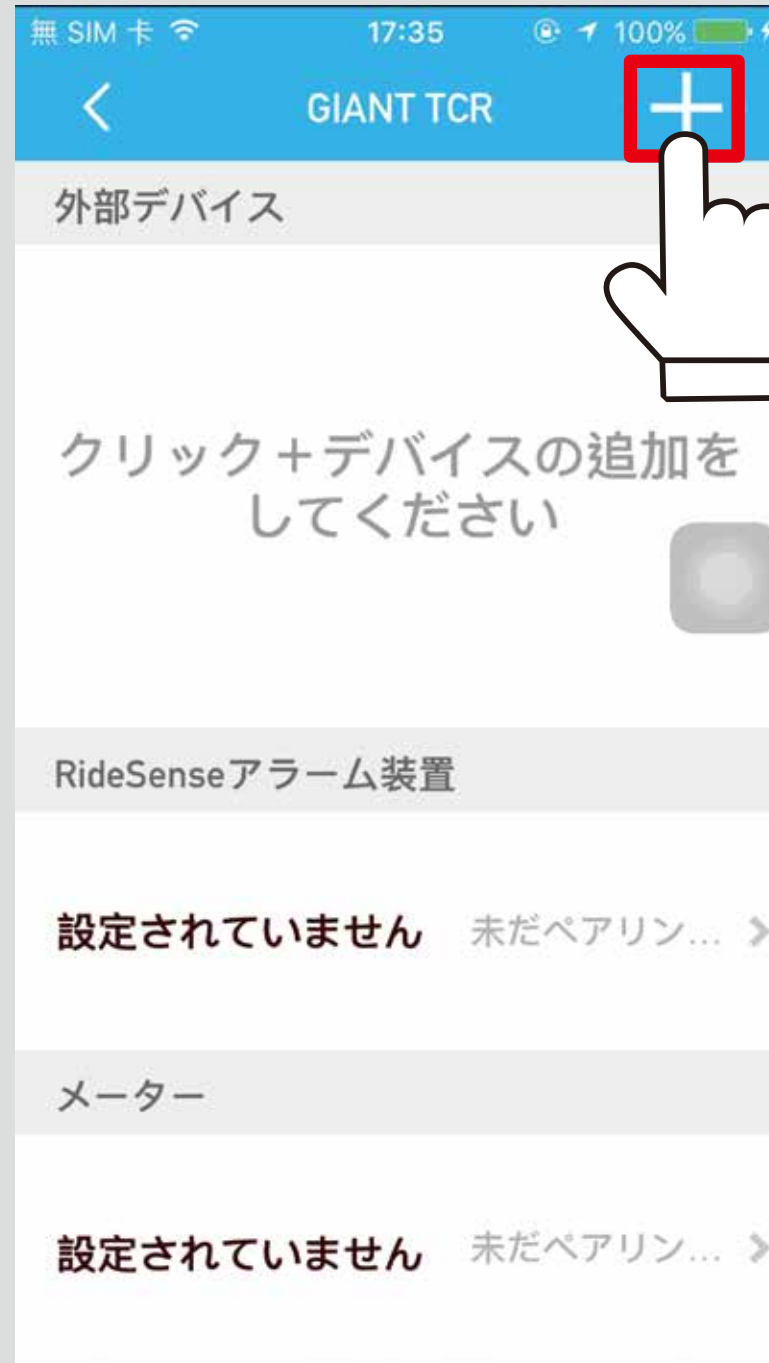 無 SIM 卡 17:35 100%
GIANT TCR
外部デバイス
クリック+デバイスの追加を
してください
RideSenseアラーム装置
設定されていません 未だペアリン...
メーター
設定されていません 未だペアリン...